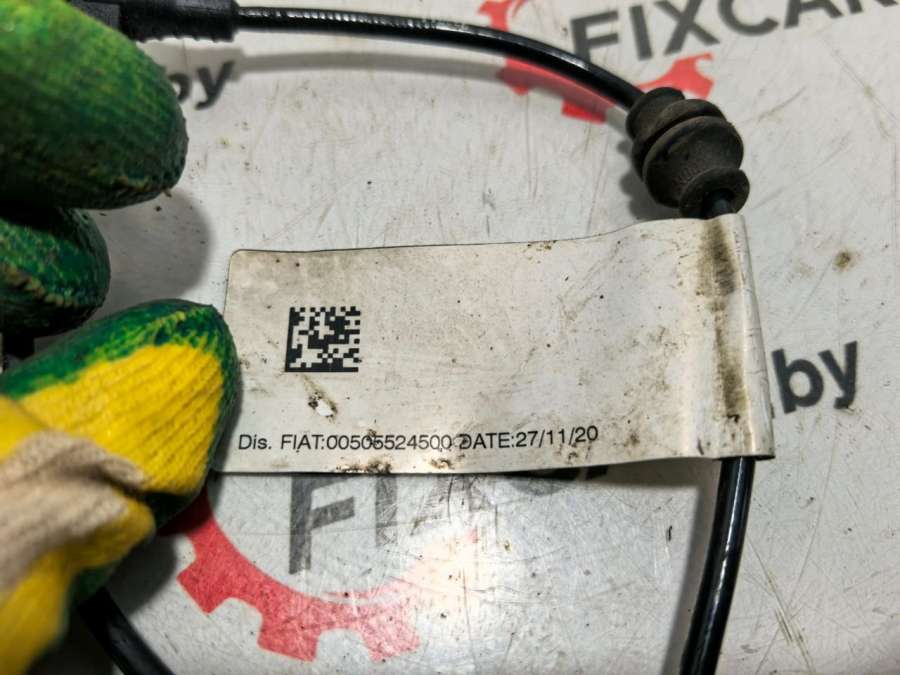 FIXCAR
by
by
Dis. FIAT:00505524500 DATE:27/11/20